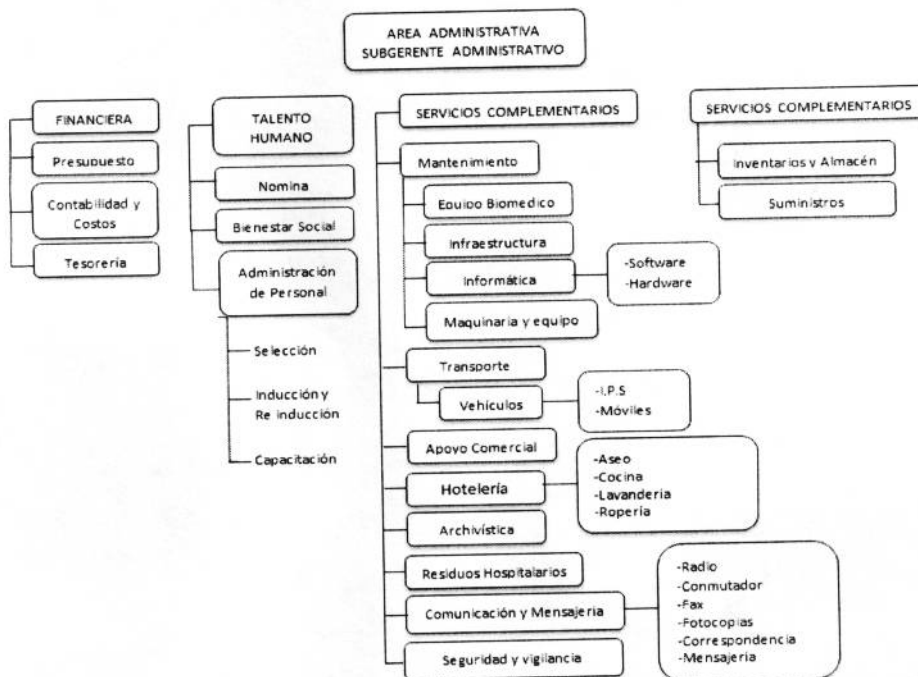 AREA ADMINISTRATIVA
SUBGERENTE ADMINISTRATIVO
FINANCIERA
Presupuesto
Contabilidad y
Costos
Tesoreria
TALENTO
HUMANO
Nomina
Bienestar Social
Administración
de Personal
Selección
Inducción y
Re inducción
Capacitación
SERVICIOS COMPLEMENTARIOS
Mantenimiento
Equipo Biomedico
Infraestructura
Informática
-Software
-Hardware
Maquinaria y equipo
Transporte
Vehículos
-I.P.S
-Móviles
Apoyo Comercial
Hotelería
-Aseo
-Cocina
-Lavanderia
-Ropería
Archivística
Residuos Hospitalarios
Comunicación y Mensajeria
-Radio
-Conmutador
-Fax
-Fotocopias
-Correspondencia
-Mensajeria
Seguridad y vigilancia
SERVICIOS COMPLEMENTARIOS
Inventarios y Almacén
Suministros